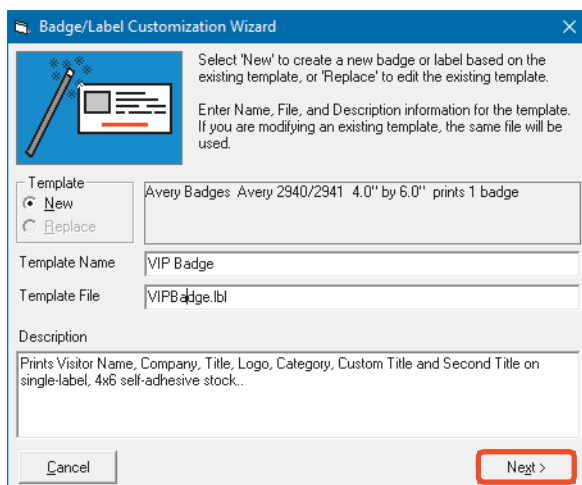 Badge/Label Customization Wizard
Select 'New' to create a new badge or label based on the
existing template, or 'Replace' to edit the existing template.
Enter Name, File, and Description information for the template.
If you are modifying an existing template, the same file will be
used.
Template
New
Replace
Avery Badges  Avery 2940/2941  4.0" by 6.0"  prints 1 badge
Template Name
VIP Badge
Template File
VIPBadge.lbl
Description
Prints Visitor Name, Company, Title, Logo, Category, Custom Title and Second Title on
single-label, 4x6 self-adhesive stock..
Cancel
Next >